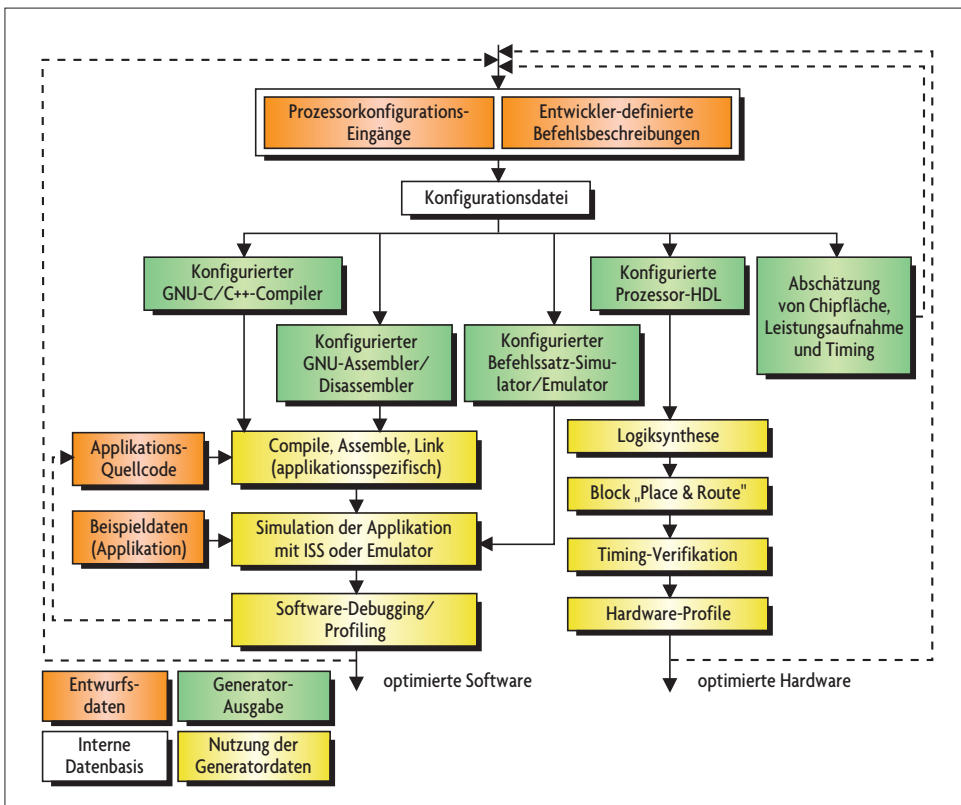 Prozessorkonfigurations-
Eingänge
Entwickler-definierte
Befehlsbeschreibungen
Konfigurationsdatei
Konfigurierter
GNU-C/C++-Compiler
Konfigurierter
GNU-Assembler/
Disassembler
Konfigurierter
Befehlssatz-Simu-
lator/Emulator
Konfigurierte
Prozessor-HDL
Abschätzung
von Chipfläche,
Leistungsaufnahme
und Timing
Applikations-
Quellcode
Compile, Assemble, Link
(applikationsspezifisch)
Logiksynthese
Block „Place & Route"
Beispieldaten
(Applikation)
Simulation der Applikation
mit ISS oder Emulator
Timing-Verifikation
Software-Debugging/
Profiling
Hardware-Profile
optimierte Software
optimierte Hardware
Entwurfs-
daten
Generator-
Ausgabe
Interne
Datenbasis
Nutzung der
Generatordaten